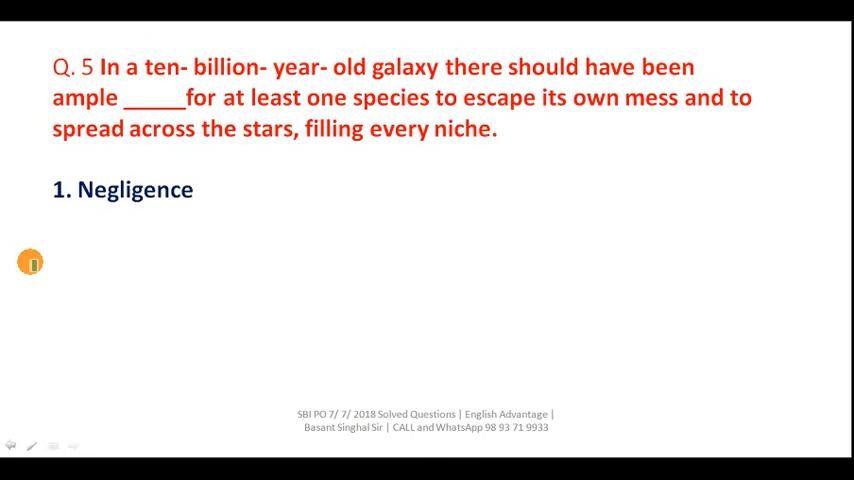 Q. 5 In a ten- billion- year- old galaxy there should have been
ample _____for at least one species to escape its own mess and to
spread across the stars, filling every niche.
1. Negligence
SBI PO 7/ 7/ 2018 Solved Questions | English Advantage |
Basant Singhal Sir | CALL and WhatsApp 98 93 71 9933